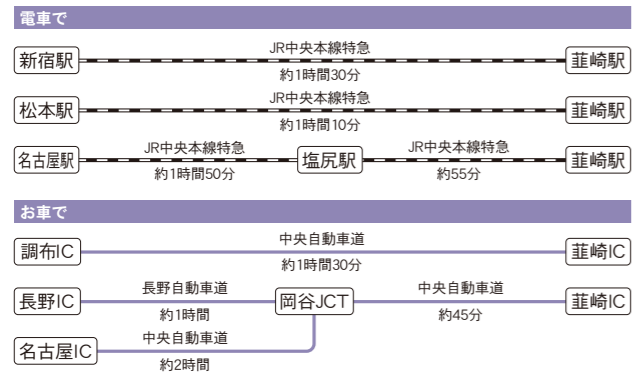 電車で
JR中央本線特急
新宿駅 韮崎駅
約1時間30分
JR中央本線特急
松本駅 韮崎駅
約1時間10分
JR中央本線特急 JR中央本線特急
名古屋駅 塩尻駅 韮崎駅
約1時間50分 約55分
お車で
中央自動車道
調布IC 韮崎IC
約1時間30分
長野自動車道 中央自動車道
長野IC 岡谷JCT 韮崎IC
約1時間 約45分
中央自動車道
名古屋IC
約2時間